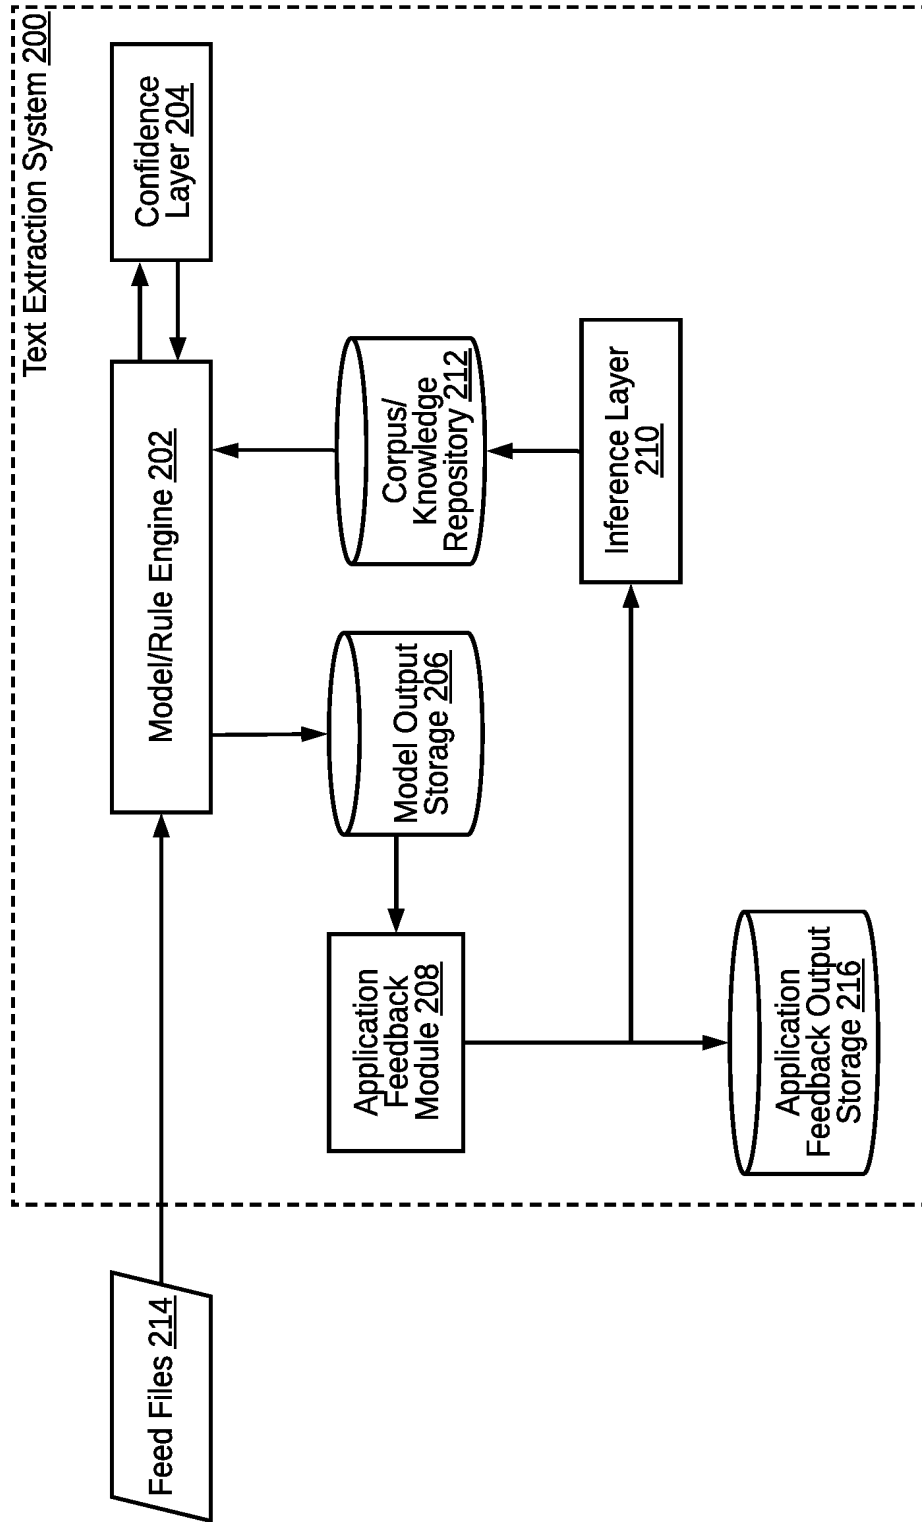 Text Extraction System 200
Feed Files 214
Model/Rule Engine 202
Confidence
Layer 204
Application
Feedback
Module 208
Model Output
Storage 206
Corpus/
Knowledge
Repository 212
Inference Layer
210
Application
Feedback Output
Storage 216